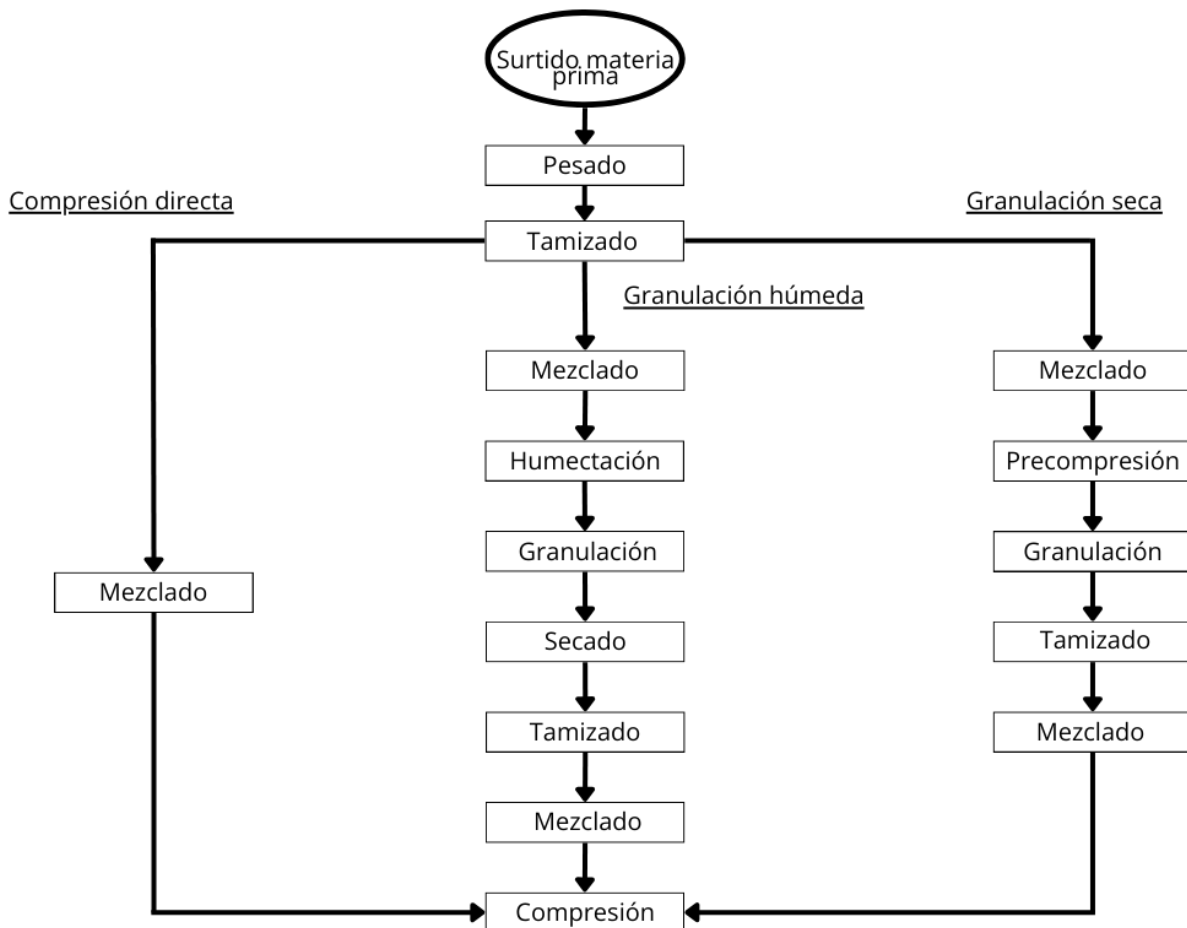 Surtido materia
prima
Pesado
Compresión directa
Granulación seca
Tamizado
Granulación húmeda
Mezclado
Mezclado
Humectación
Precompresión
Granulación
Granulación
Mezclado
Secado
Tamizado
Tamizado
Mezclado
Mezclado
Compresión